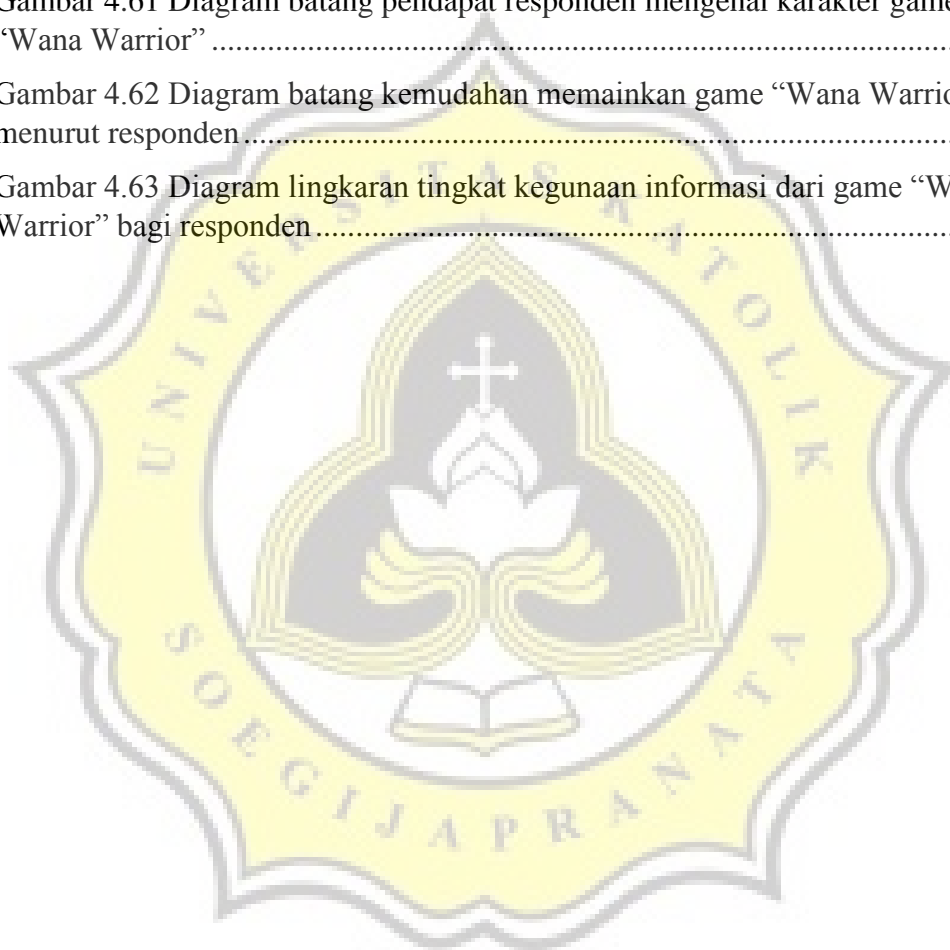 Gambar 4.61 Diagram batang pendapat responden mengenai karakter game
“Wana Warrior” ..........................................................................................
Gambar 4.62 Diagram batang kemudahan memainkan game “Wana Warrio
menurut responden......................................................................................
Gambar 4.63 Diagram lingkaran tingkat kegunaan informasi dari game “W
Warrior” bagi responden..............................................................................
UNIVERSITAS KATOLIK
SOEGIJAPRANATA